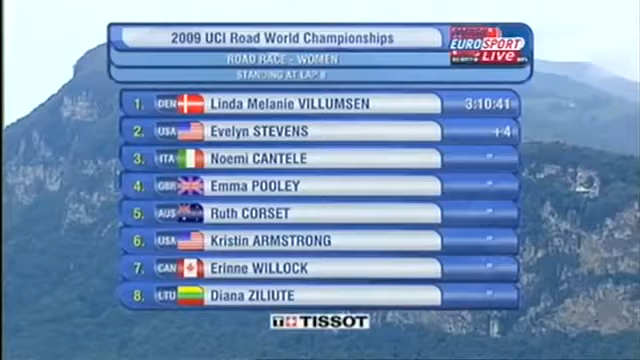 2009 UCI Road World Championships
EUROSPORT
LIVE
ROAD RACE - WOMEN
STANDING AT LAP 8
1. DEN Linda Melanie VILLUMSEN 3:10:41
2. USA Evelyn STEVENS +4
3. ITA Noemi CANTELE "
4. GBR Emma POOLEY "
5. AUS Ruth CORSET "
6. USA Kristin ARMSTRONG "
7. CAN Erinne WILLOCK "
8. LTU Diana ZILIUTE "
TISSOT